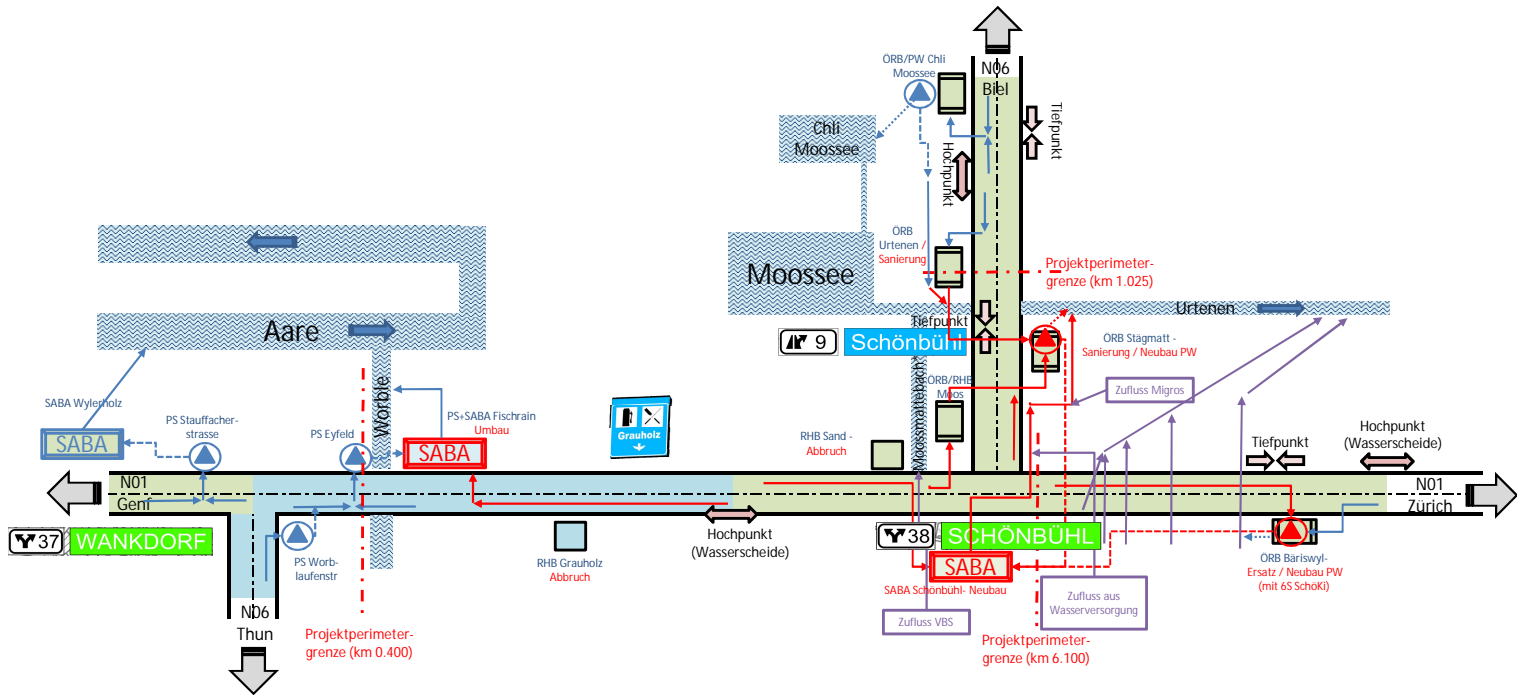 ÖRB/PW Chli
Moossee
N06
Biel
Tiefpunkt
Chli
Moossee
Hochpunkt
ÖRB
Urtenen /
Sanierung
Moossee
Projektperimeter-
grenze (km 1.025)
Urtenen
Aare
Tiefpunkt
9
Schönbühl
ÖRB Stägmatt -
Sanierung / Neubau PW
Worble
Moosmattebach
ÖRB/RHB
Moos
Zufluss Migros
SABA Wylerholz
SABA
PS Stauffacher-
strasse
PS Eyfeld
PS+SABA Fischrain
Umbau
SABA
Grauholz
RHB Sand -
Abbruch
Tiefpunkt
Hochpunkt
(Wasserscheide)
N01
Genf
N01
Zürich
37
WANKDORF
PS Worb-
laufenstr
Hochpunkt
(Wasserscheide)
RHB Grauholz
Abbruch
38
SCHÖNBÜHL
SABA
SABA Schönbühl- Neubau
ÖRB Bäriswyl-
Ersatz / Neubau PW
(mit 6S SchöKi)
Zufluss aus
Wasserversorgung
Zufluss VBS
N06
Thun
Projektperimeter-
grenze (km 0.400)
Projektperimeter-
grenze (km 6.100)